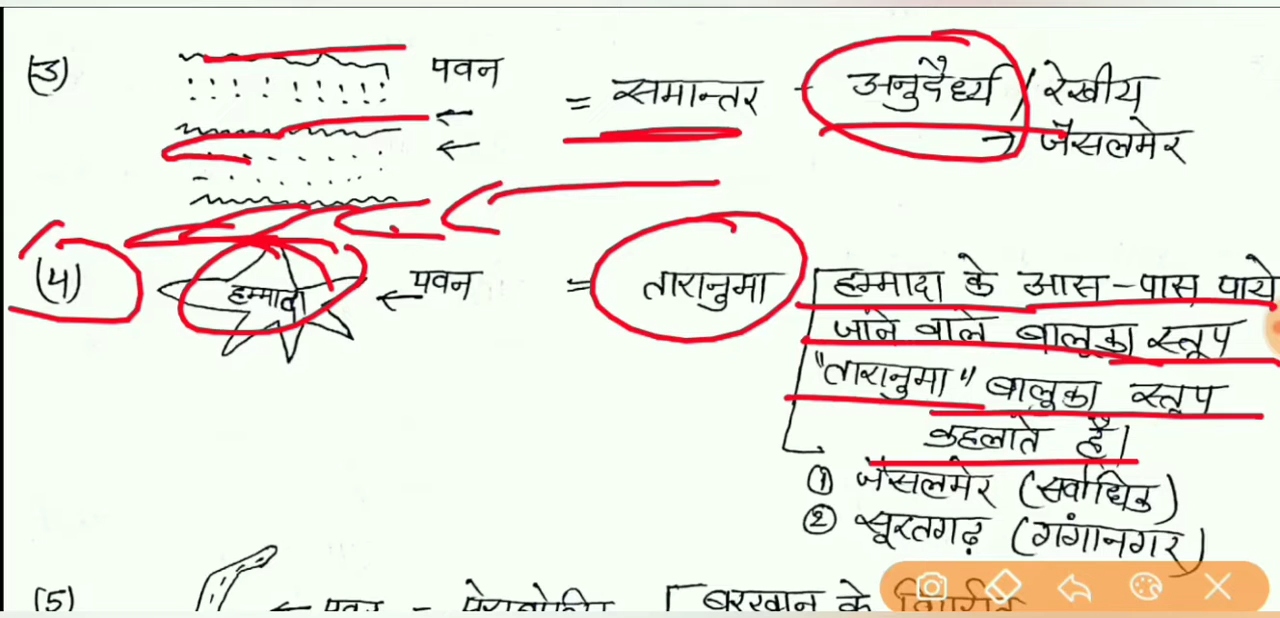 (3) पवन = समान्तर - अनुदैर्ध्य / रेखीय
→ जैसलमेर
(4) हम्मादा ← पवन = तारानुमा
हम्मादा के आस-पास पाये
जाने वाले बालूका स्तूप
"तारानुमा" बालुका स्तूप
कहलाते है।
① जैसलमेर (सर्वाधिक)
② सूरतगढ़ (गंगानगर)
(5) ← पवन - बरखान के